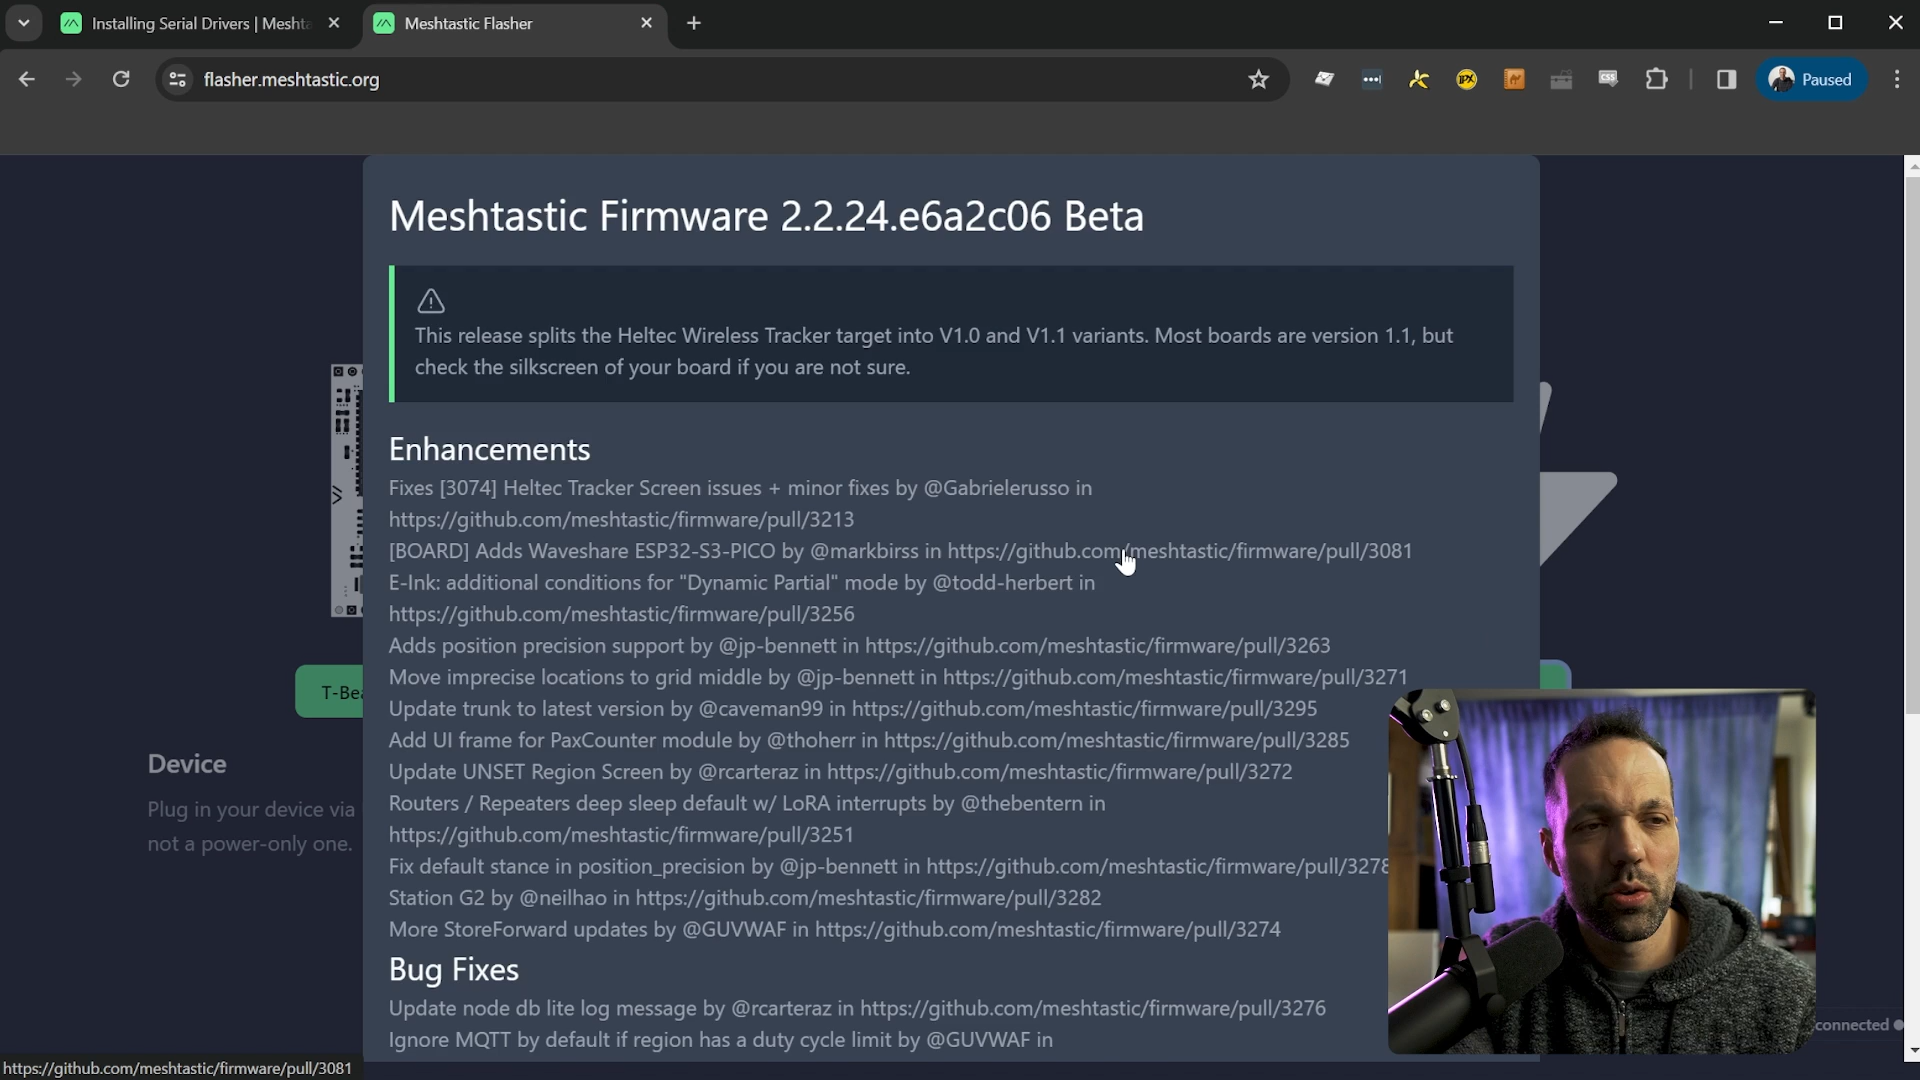 Installing Serial Drivers | Meshta
Meshtastic Flasher
flasher.meshtastic.org
CSS
Paused
Meshtastic Firmware 2.2.24.e6a2c06 Beta
This release splits the Heltec Wireless Tracker target into V1.0 and V1.1 variants. Most boards are version 1.1, but
check the silkscreen of your board if you are not sure.
Enhancements
Fixes [3074] Heltec Tracker Screen issues + minor fixes by @Gabrielerusso in
https://github.com/meshtastic/firmware/pull/3213
[BOARD] Adds Waveshare ESP32-S3-PICO by @markbirss in https://github.com/meshtastic/firmware/pull/3081
E-Ink: additional conditions for "Dynamic Partial" mode by @todd-herbert in
https://github.com/meshtastic/firmware/pull/3256
Adds position precision support by @jp-bennett in https://github.com/meshtastic/firmware/pull/3263
Move imprecise locations to grid middle by @jp-bennett in https://github.com/meshtastic/firmware/pull/3271
Update trunk to latest version by @caveman99 in https://github.com/meshtastic/firmware/pull/3295
T-Bea
Add UI frame for PaxCounter module by @thoherr in https://github.com/meshtastic/firmware/pull/3285
Update UNSET Region Screen by @rcarteraz in https://github.com/meshtastic/firmware/pull/3272
Device
Routers / Repeaters deep sleep default w/ LoRA interrupts by @thebentern in
Plug in your device via
https://github.com/meshtastic/firmware/pull/3251
not a power-only one.
Fix default stance in position_precision by @jp-bennett in https://github.com/meshtastic/firmware/pull/3278
Station G2 by @neilhao in https://github.com/meshtastic/firmware/pull/3282
More StoreForward updates by @GUVWAF in https://github.com/meshtastic/firmware/pull/3274
Bug Fixes
Update node db lite log message by @rcarteraz in https://github.com/meshtastic/firmware/pull/3276
Ignore MQTT by default if region has a duty cycle limit by @GUVWAF in
connected
https://github.com/meshtastic/firmware/pull/3081